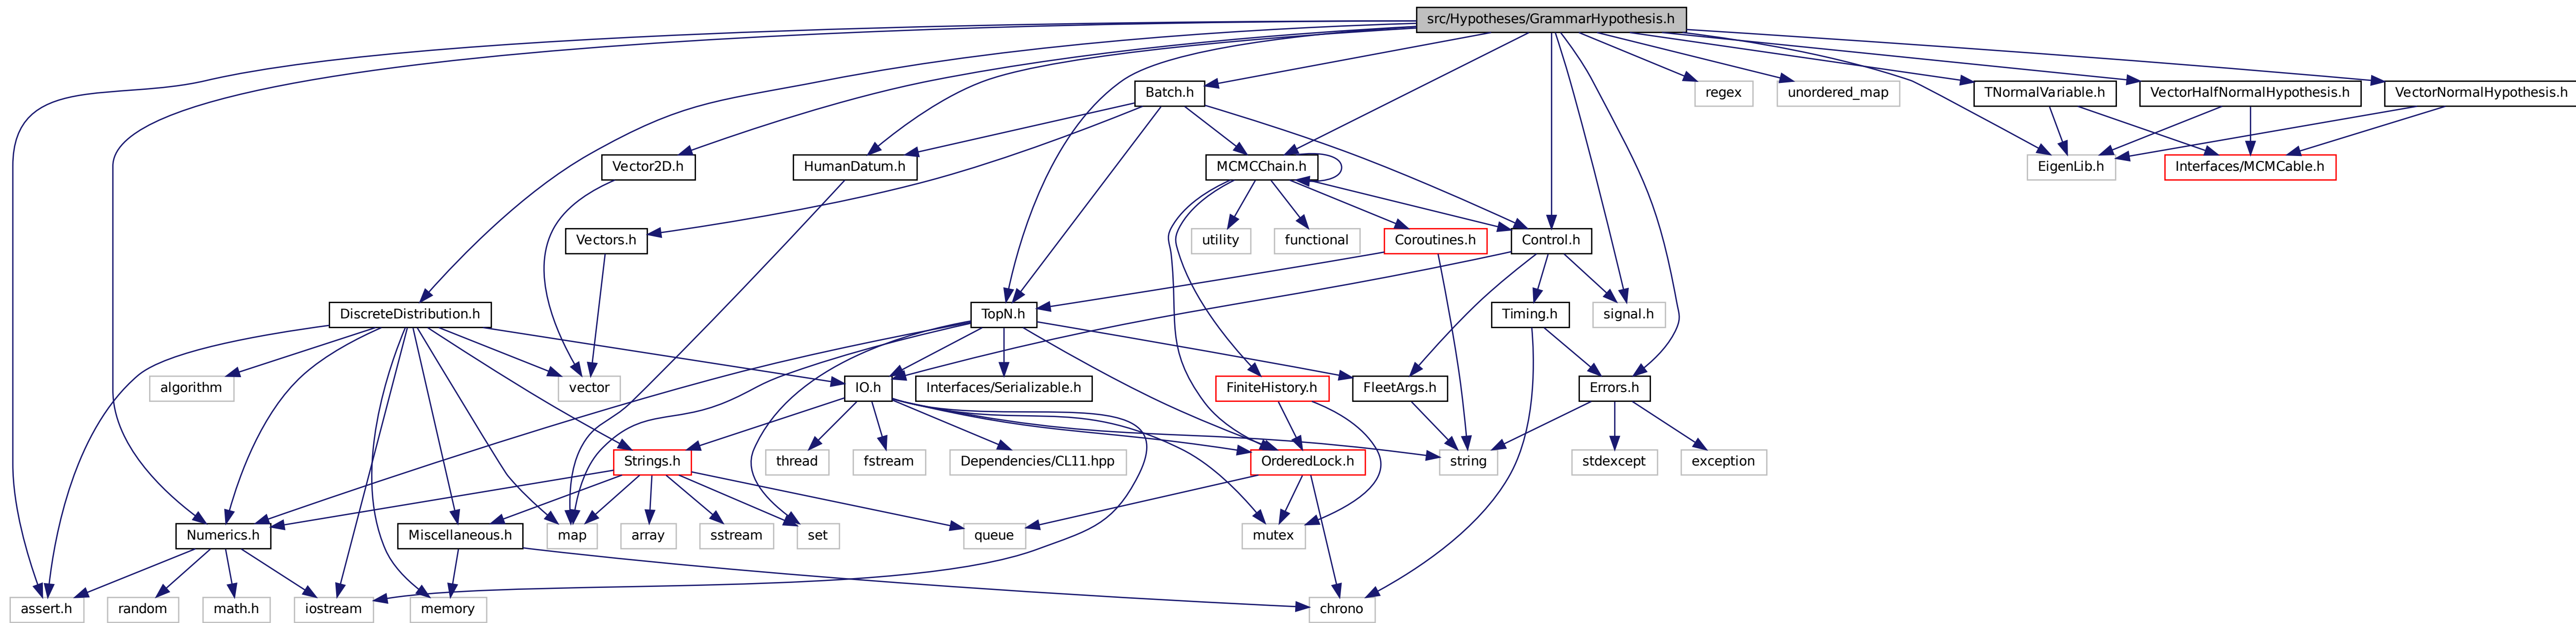 src/Hypotheses/GrammarHypothesis.h
Batch.h
regex
unordered_map
TNormalVariable.h
VectorHalfNormalHypothesis.h
VectorNormalHypothesis.h
Vector2D.h
HumanDatum.h
MCMCChain.h
EigenLib.h
Interfaces/MCMCable.h
Vectors.h
utility
functional
Coroutines.h
Control.h
DiscreteDistribution.h
TopN.h
Timing.h
signal.h
algorithm
vector
IO.h
Interfaces/Serializable.h
FiniteHistory.h
FleetArgs.h
Errors.h
Strings.h
thread
fstream
Dependencies/CL11.hpp
OrderedLock.h
string
stdexcept
exception
Numerics.h
Miscellaneous.h
map
array
sstream
set
queue
mutex
assert.h
random
math.h
iostream
memory
chrono